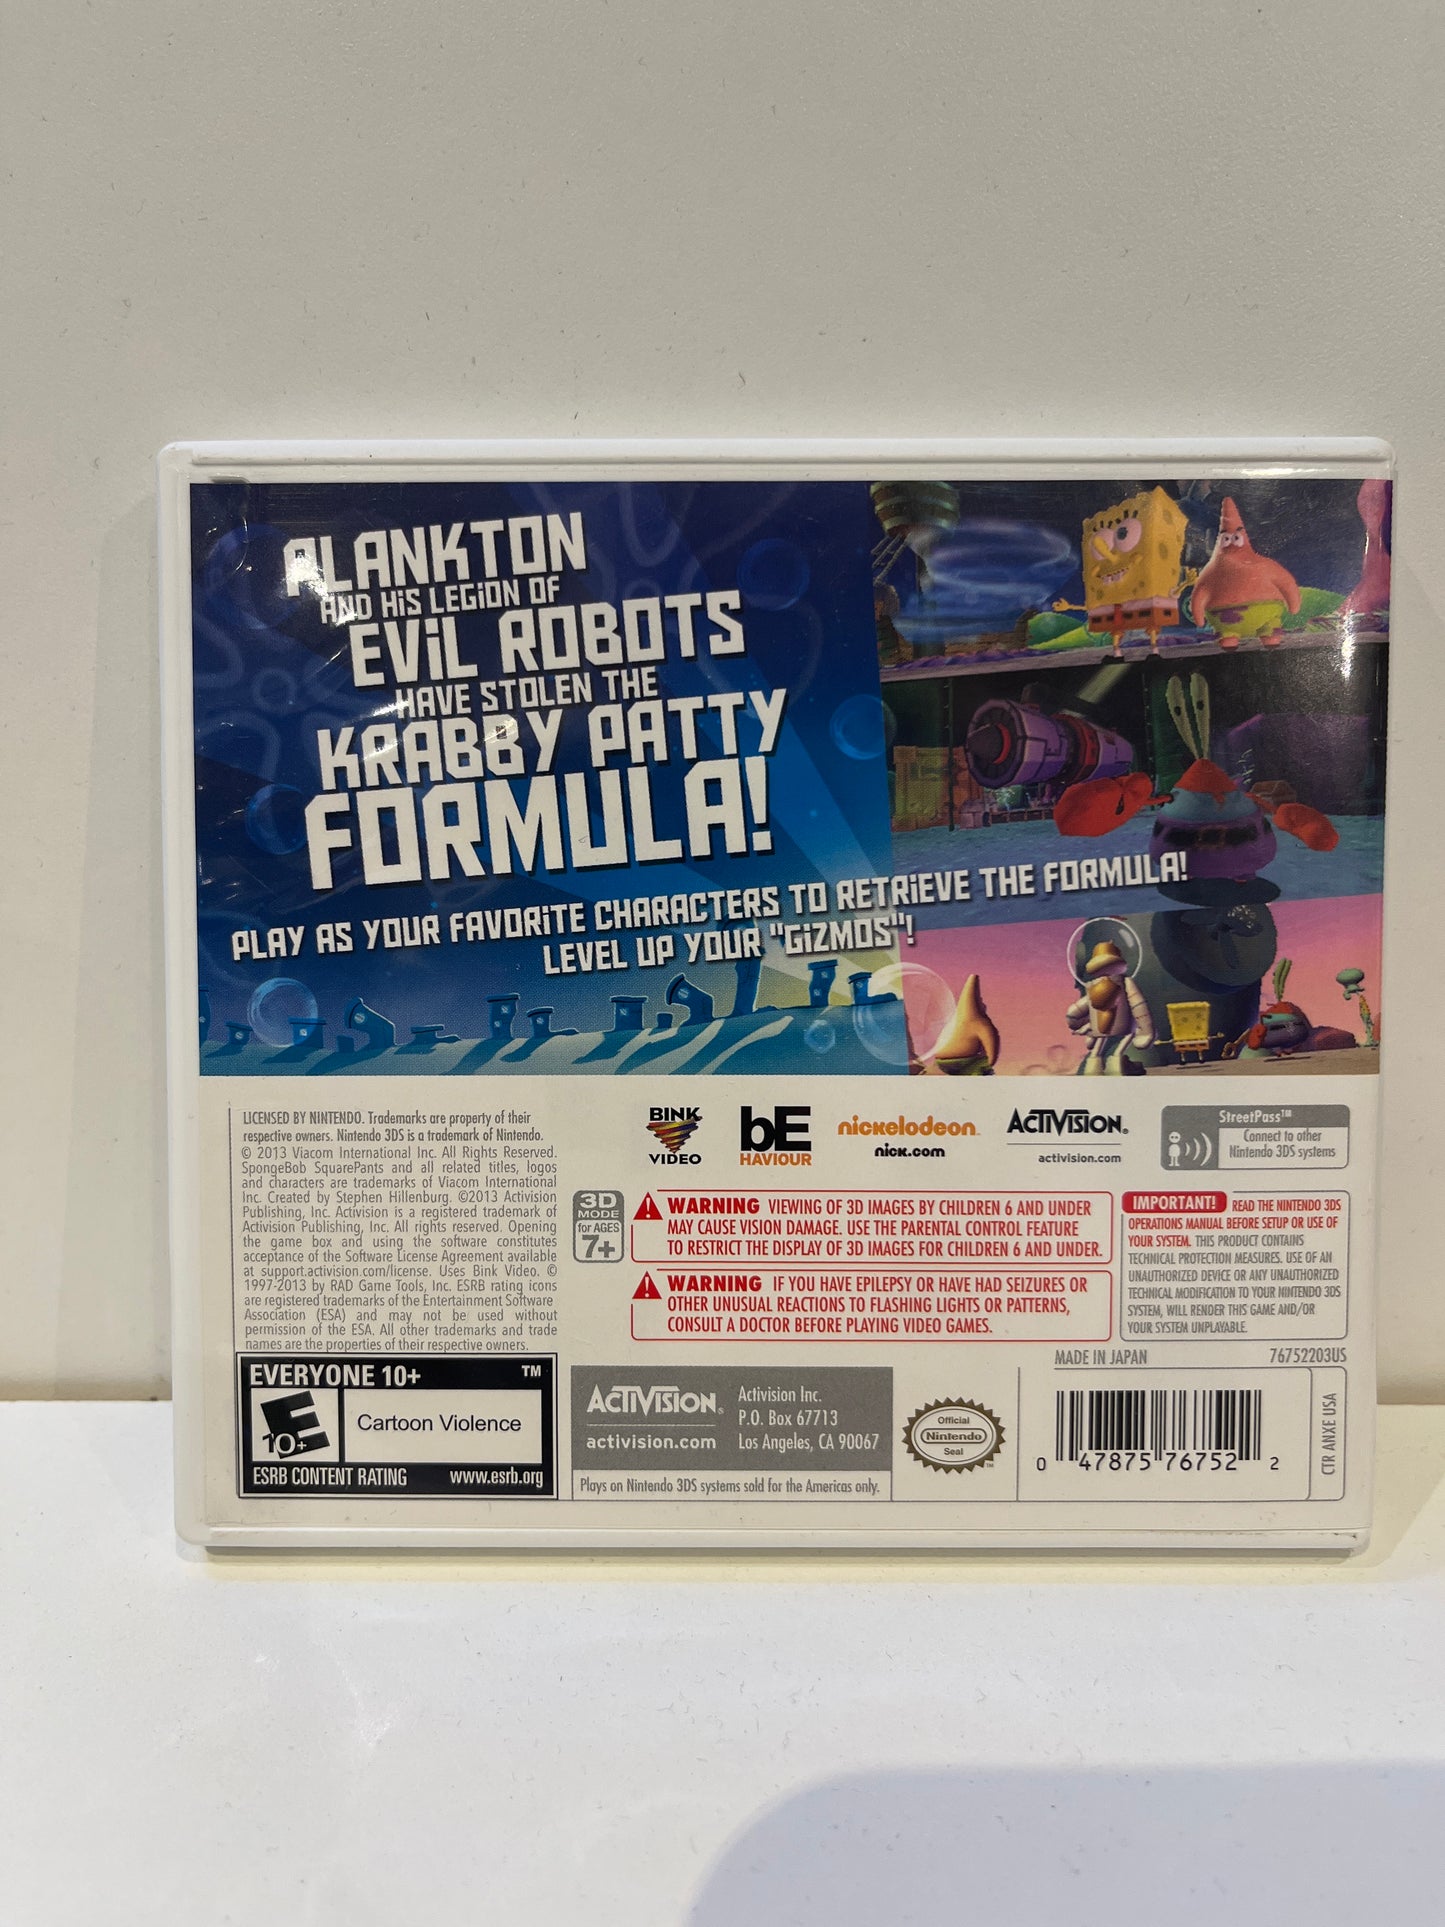 PLANKTON
AND HiS LEGiON OF
EViL ROBOTS
HAVE STOLEN THE
KRABBY PATTY
FORMULA!
PLAY AS YOUR FAVORiTE CHARACTERS TO RETRiEVE THE FORMULA!
LEVEL UP YOUR "GiZMOS"!
LICENSED BY NINTENDO. Trademarks are property of their
respective owners. Nintendo 3DS is a trademark of Nintendo.
© 2013 Viacom International Inc. All Rights Reserved.
SpongeBob SquarePants and all related titles, logos
and characters are trademarks of Viacom International
Inc. Created by Stephen Hillenburg. ©2013 Activision
Publishing, Inc. Activision is a registered trademark of
Activision Publishing, Inc. All rights reserved. Opening
the game box and using the software constitutes
acceptance of the Software License Agreement available
at support.activision.com/license. Uses Bink Video. ©
1997-2013 by RAD Game Tools, Inc. ESRB rating icons
are registered trademarks of the Entertainment Software
Association (ESA) and may not be used without
permission of the ESA. All other trademarks and trade
names are the properties of their respective owners.
BINK
VIDEO
bE
HAVIOUR
nickelodeon™
nick.com
ACTIVISION®
activision.com
StreetPass™
Connect to other
Nintendo 3DS systems
3D
MODE
for AGES
7+
WARNING VIEWING OF 3D IMAGES BY CHILDREN 6 AND UNDER
MAY CAUSE VISION DAMAGE. USE THE PARENTAL CONTROL FEATURE
TO RESTRICT THE DISPLAY OF 3D IMAGES FOR CHILDREN 6 AND UNDER.
WARNING IF YOU HAVE EPILEPSY OR HAVE HAD SEIZURES OR
OTHER UNUSUAL REACTIONS TO FLASHING LIGHTS OR PATTERNS,
CONSULT A DOCTOR BEFORE PLAYING VIDEO GAMES.
IMPORTANT! READ THE NINTENDO 3DS
OPERATIONS MANUAL BEFORE SETUP OR USE OF
YOUR SYSTEM. THIS PRODUCT CONTAINS
TECHNICAL PROTECTION MEASURES. USE OF AN
UNAUTHORIZED DEVICE OR ANY UNAUTHORIZED
TECHNICAL MODIFICATION TO YOUR NINTENDO 3DS
SYSTEM, WILL RENDER THIS GAME AND/OR
YOUR SYSTEM UNPLAYABLE.
MADE IN JAPAN 76752203US
EVERYONE 10+ ™
E
10+
Cartoon Violence
ESRB CONTENT RATING www.esrb.org
ACTIVISION®
activision.com
Activision Inc.
P.O. Box 67713
Los Angeles, CA 90067
Plays on Nintendo 3DS systems sold for the Americas only.
Official
Nintendo
Seal
™
0 47875 76752 2
CTR ANXE USA